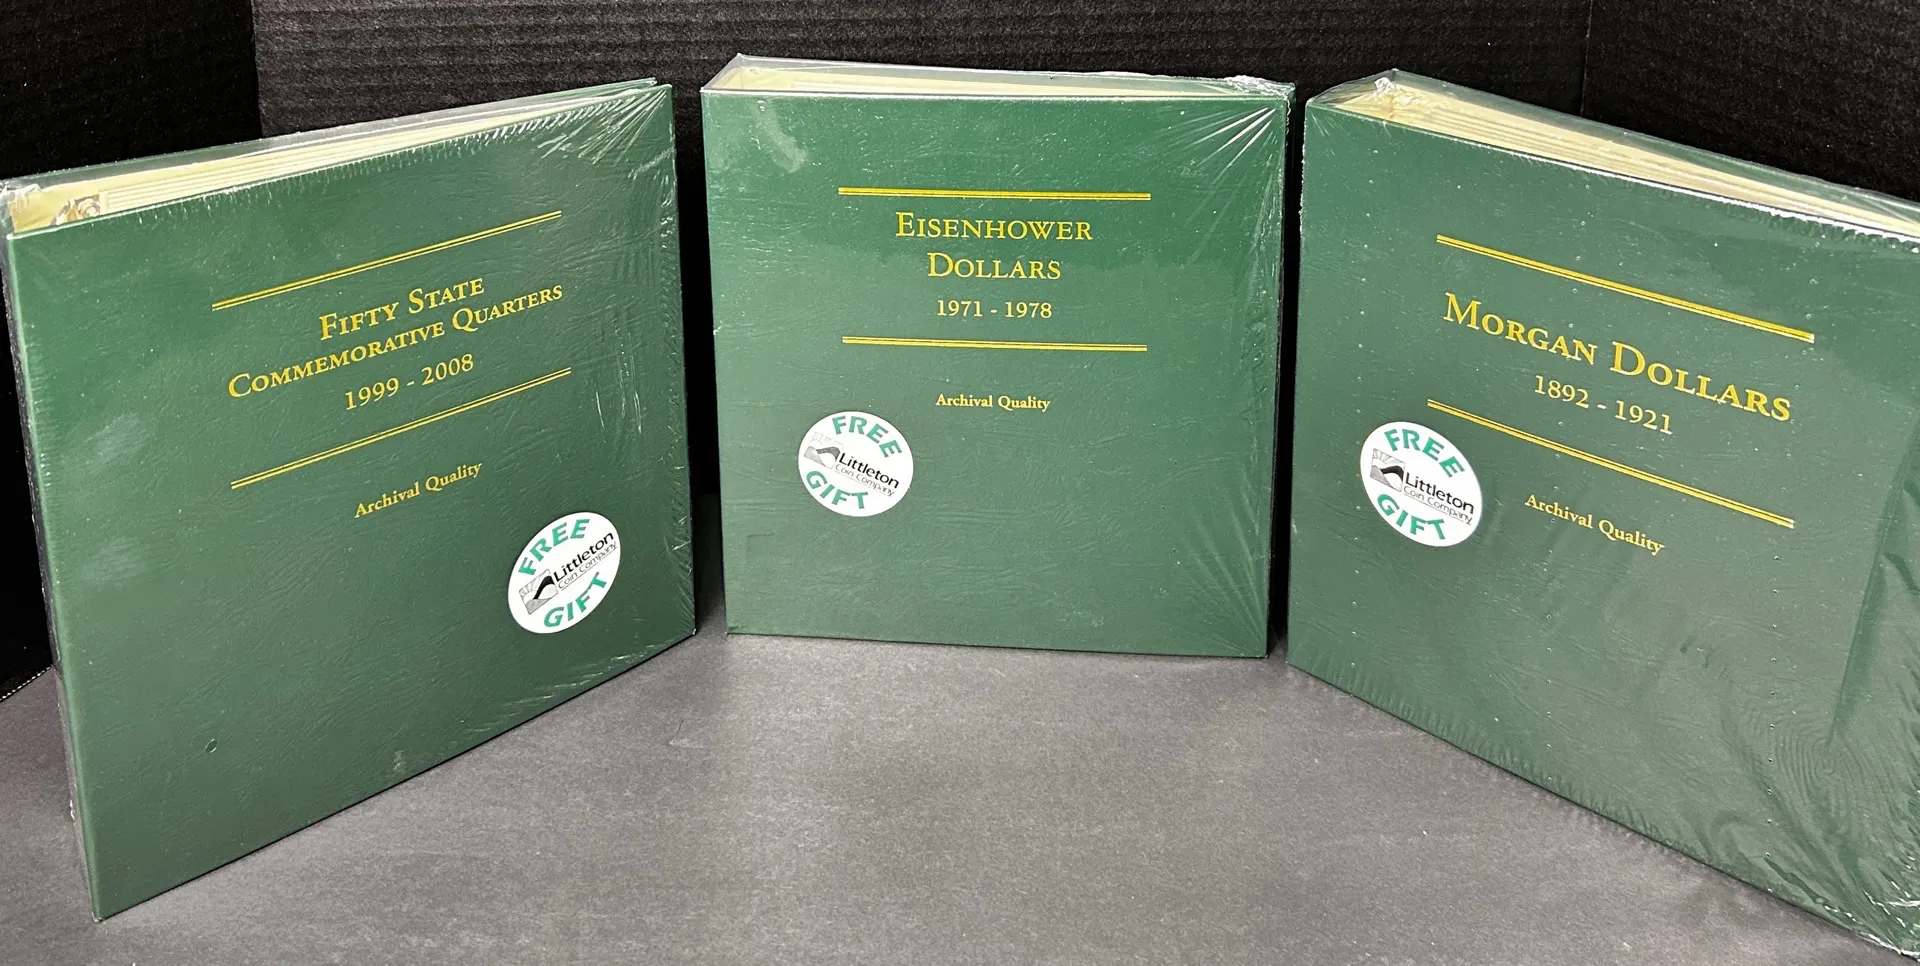 FIFTY STATE
COMMEMORATIVE QUARTERS
1999 - 2008
Archival Quality
FREE
Littleton
Coin Company
GIFT
EISENHOWER
DOLLARS
1971 - 1978
Archival Quality
FREE
Littleton
Coin Company
GIFT
MORGAN DOLLARS
1892 - 1921
Archival Quality
FREE
Littleton
Coin Company
GIFT